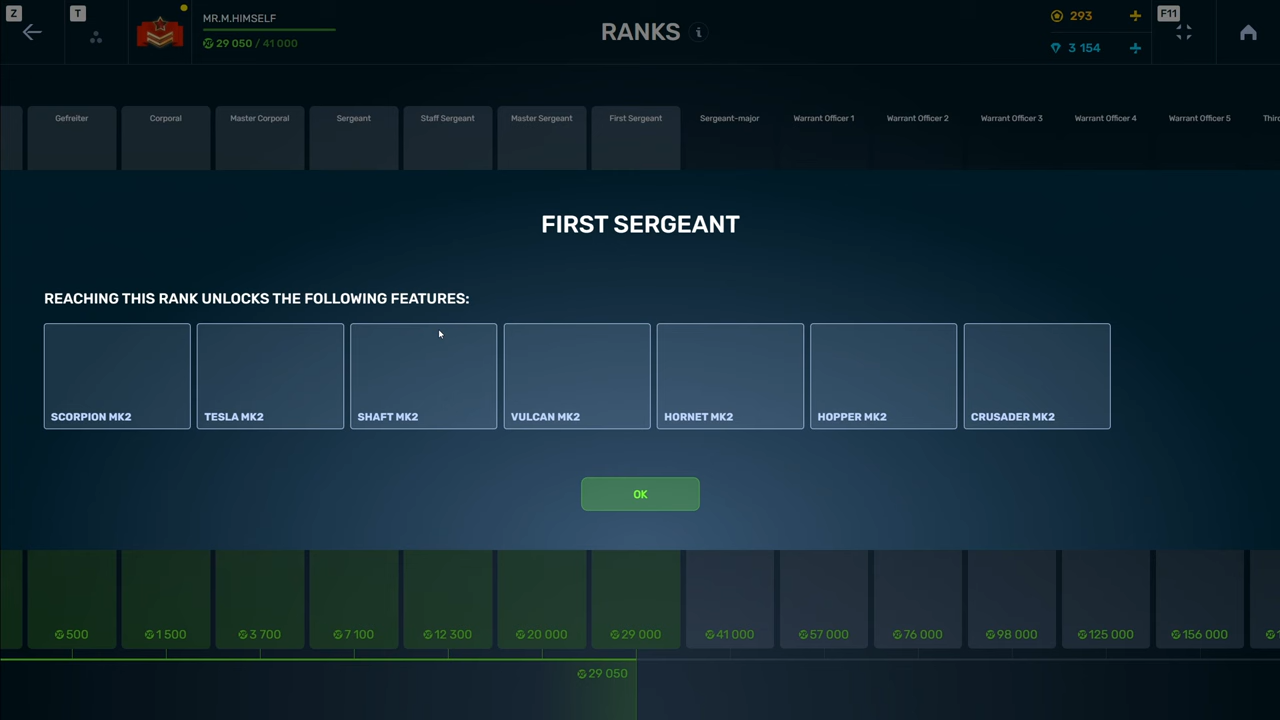 Z
T
MR.M.HIMSELF
29 050 / 41 000
RANKS
i
293
3 154
F11
Gefreiter
Corporal
Master Corporal
Sergeant
Staff Sergeant
Master Sergeant
First Sergeant
Sergeant-major
Warrant Officer 1
Warrant Officer 2
Warrant Officer 3
Warrant Officer 4
Warrant Officer 5
FIRST SERGEANT
REACHING THIS RANK UNLOCKS THE FOLLOWING FEATURES:
SCORPION MK2
TESLA MK2
SHAFT MK2
VULCAN MK2
HORNET MK2
HOPPER MK2
CRUSADER MK2
OK
500
1 500
3 700
7 100
12 300
20 000
29 000
41 000
57 000
76 000
98 000
125 000
156 000
29 050